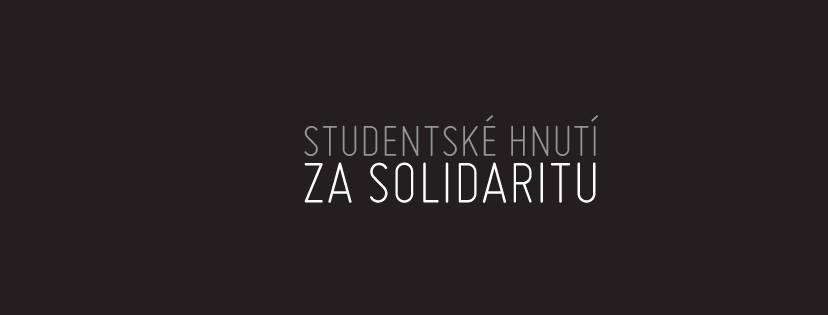 STUDENTSKÉ HNUTÍ
ZA SOLIDARITU